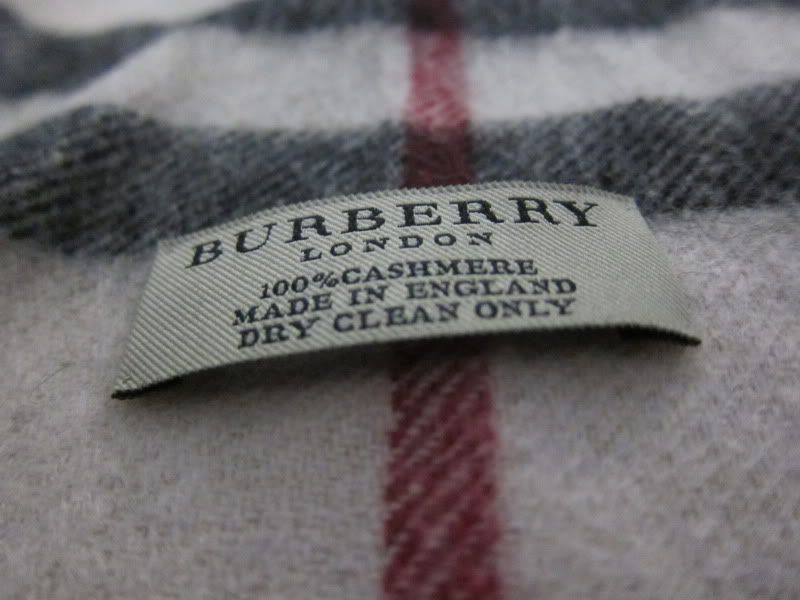 BURBERRY
LONDON
100%CASHMERE
MADE IN ENGLAND
DRY CLEAN ONLY